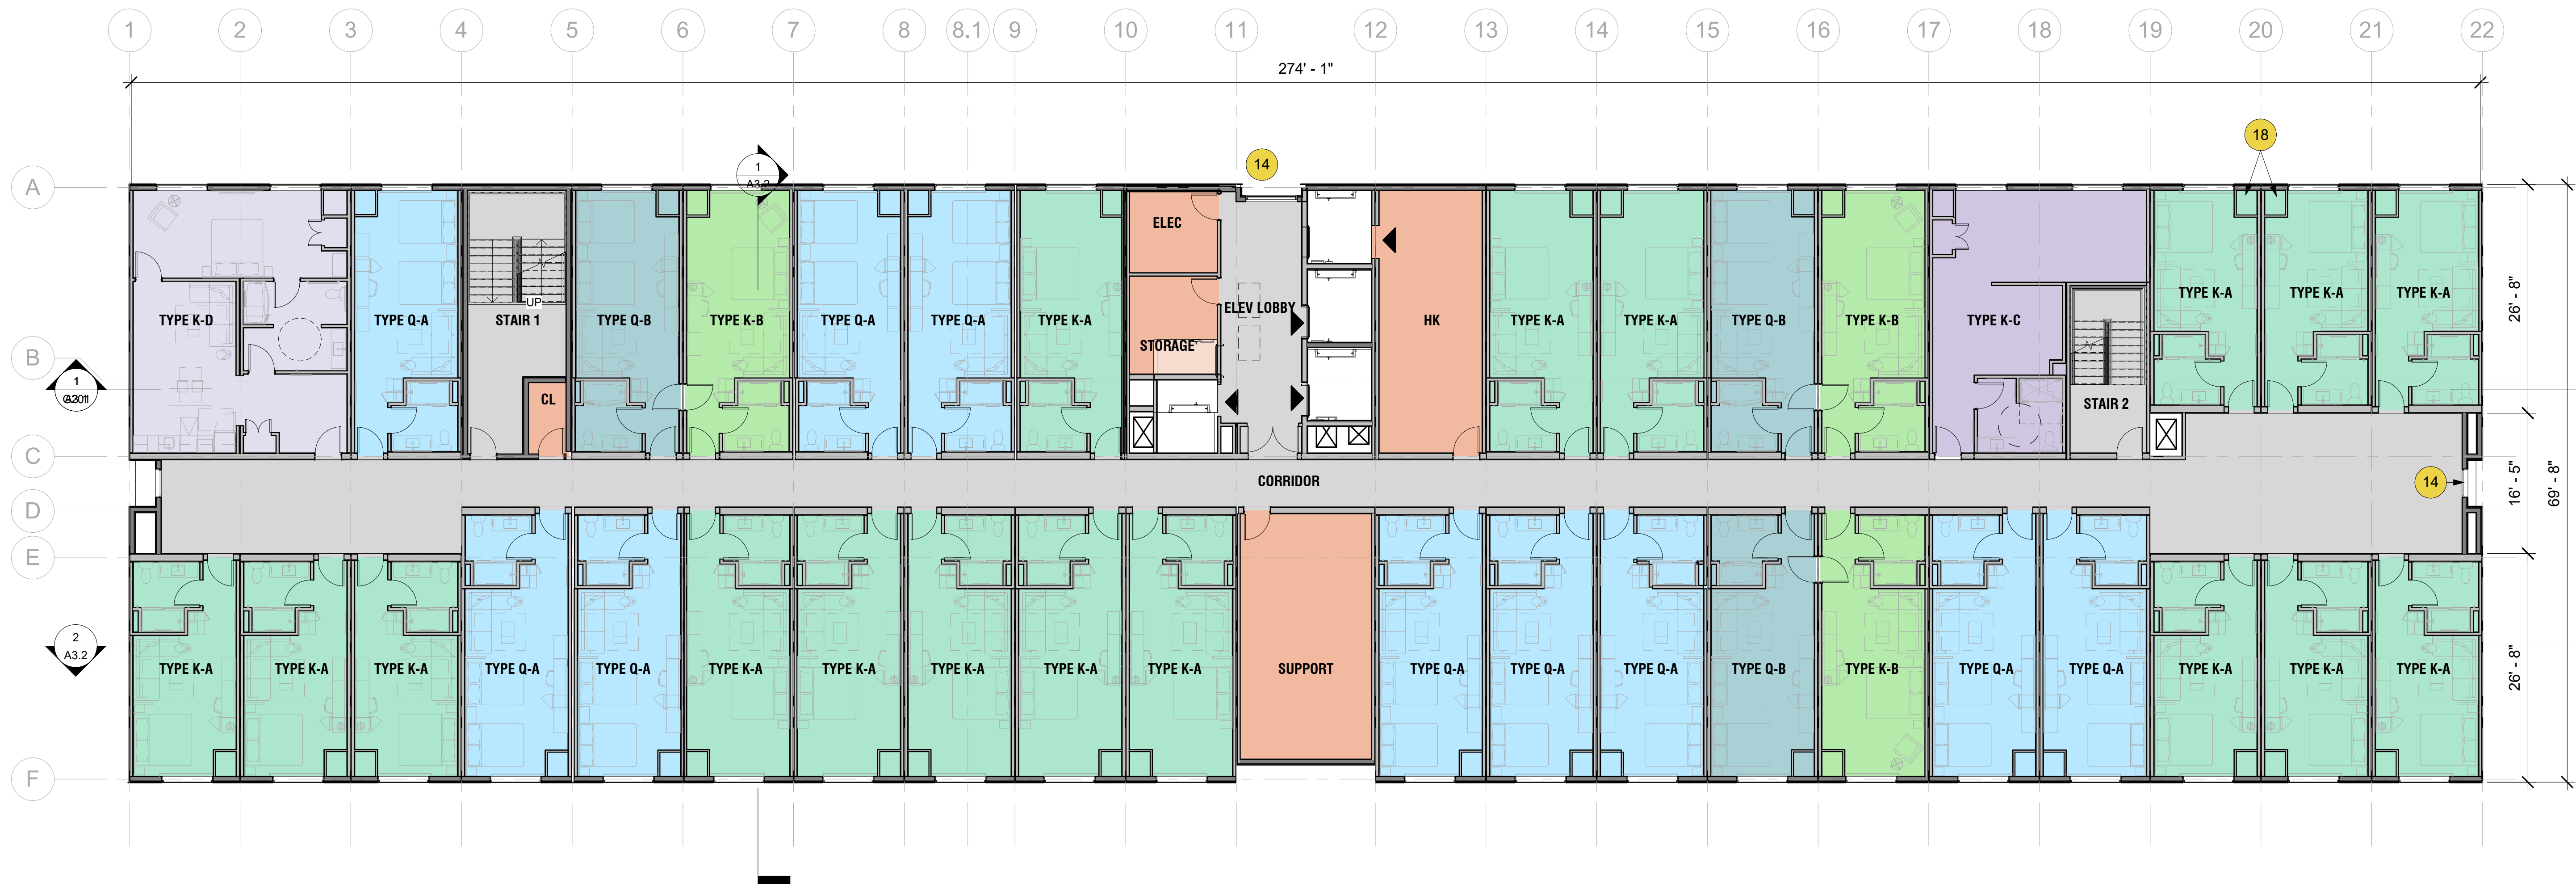 1 2 3 4 5 6 7 8 8.1 9 10 11 12 13 14 15 16 17 18 19 20 21 22
274' - 1"
18
14
1
A3.2
A
B
C
D
E
F
ELEC
TYPE K-D
TYPE Q-A
STAIR 1
UP
TYPE Q-B
TYPE K-B
TYPE Q-A
TYPE Q-A
TYPE K-A
STORAGE
ELEV LOBBY
HK
TYPE K-A
TYPE K-A
TYPE Q-B
TYPE K-B
TYPE K-C
STAIR 2
TYPE K-A
TYPE K-A
TYPE K-A
26' - 8"
1
CL
CORRIDOR
14
16' - 5"
69' - 8"
2
A3.2
TYPE K-A
TYPE K-A
TYPE K-A
TYPE Q-A
TYPE Q-A
TYPE K-A
TYPE K-A
TYPE K-A
TYPE K-A
TYPE K-A
SUPPORT
TYPE Q-A
TYPE Q-A
TYPE Q-A
TYPE Q-B
TYPE K-B
TYPE Q-A
TYPE Q-A
TYPE K-A
TYPE K-A
TYPE K-A
26' - 8"